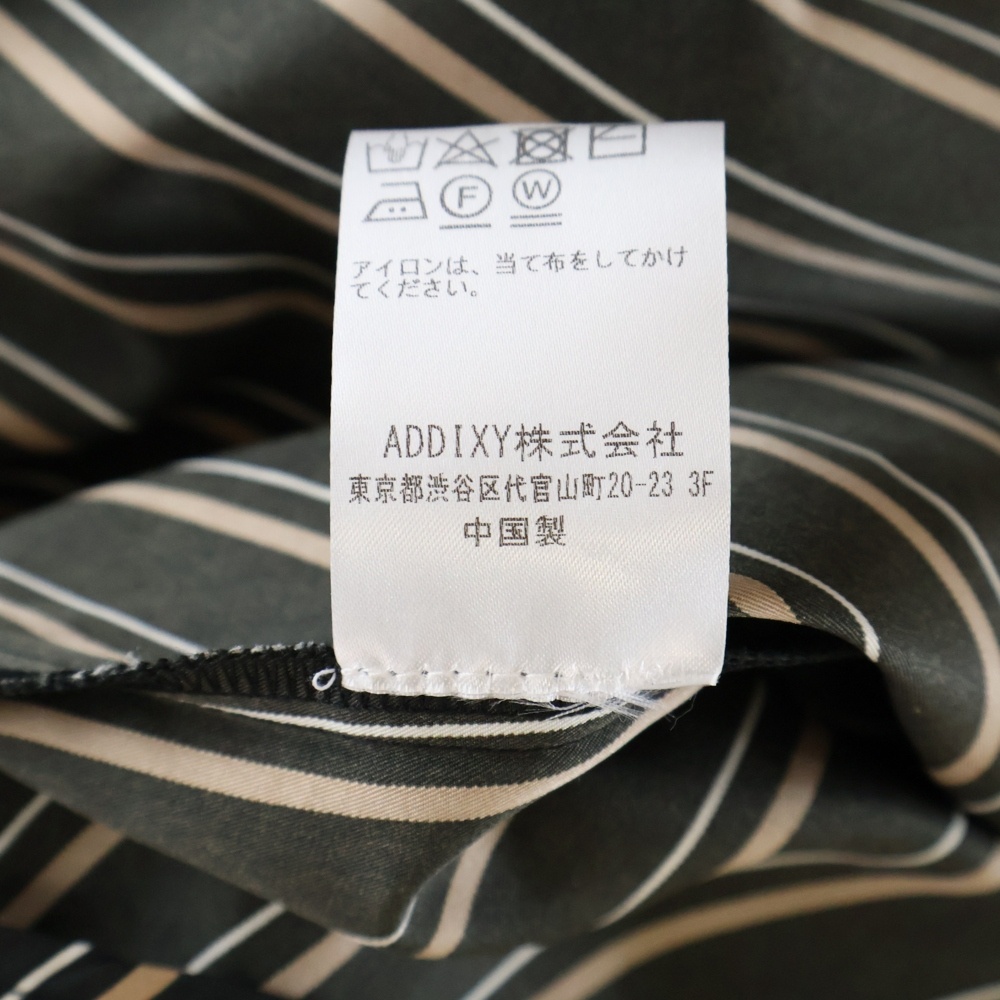 F W
アイロンは、当て布をしてかけ
てください。
ADDIXY株式会社
東京都渋谷区代官山町20-23 3F
中国製